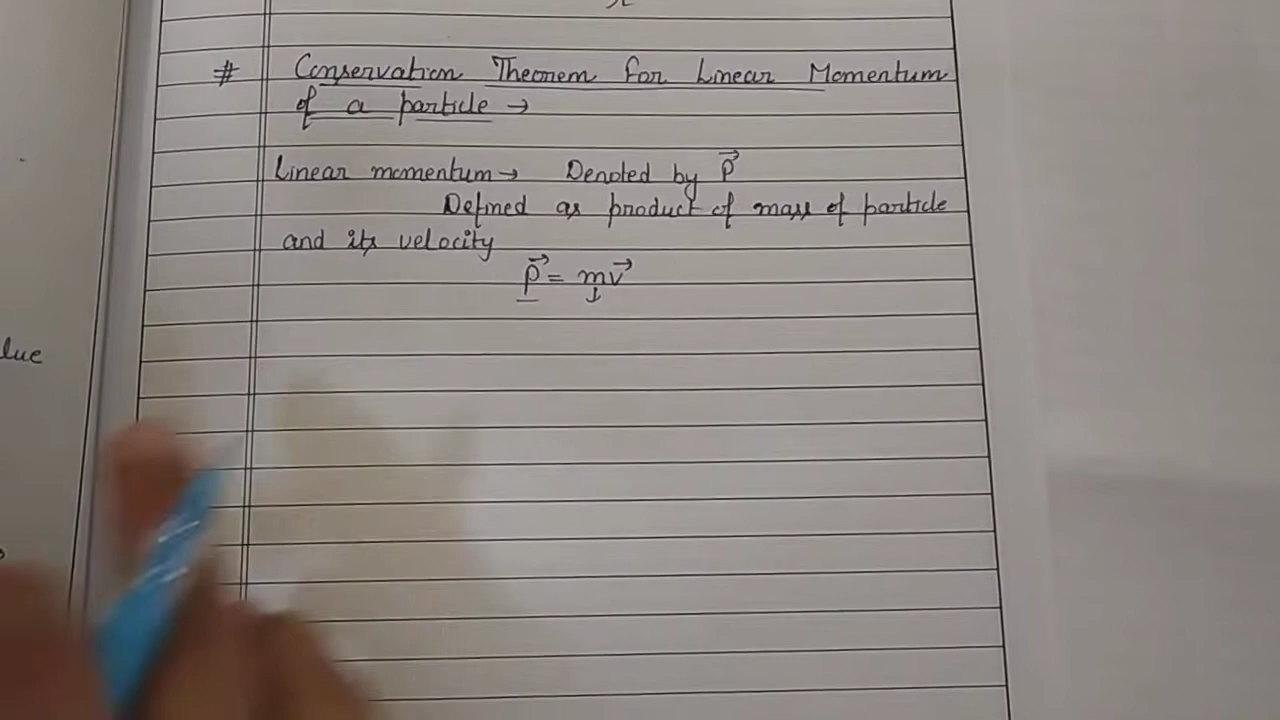 # Conservation Theorem for Linear Momentum
of a particle →
Linear momentum → Denoted by p⃗
Defined as product of mass of particle
and its velocity
p⃗ = mv⃗
lue